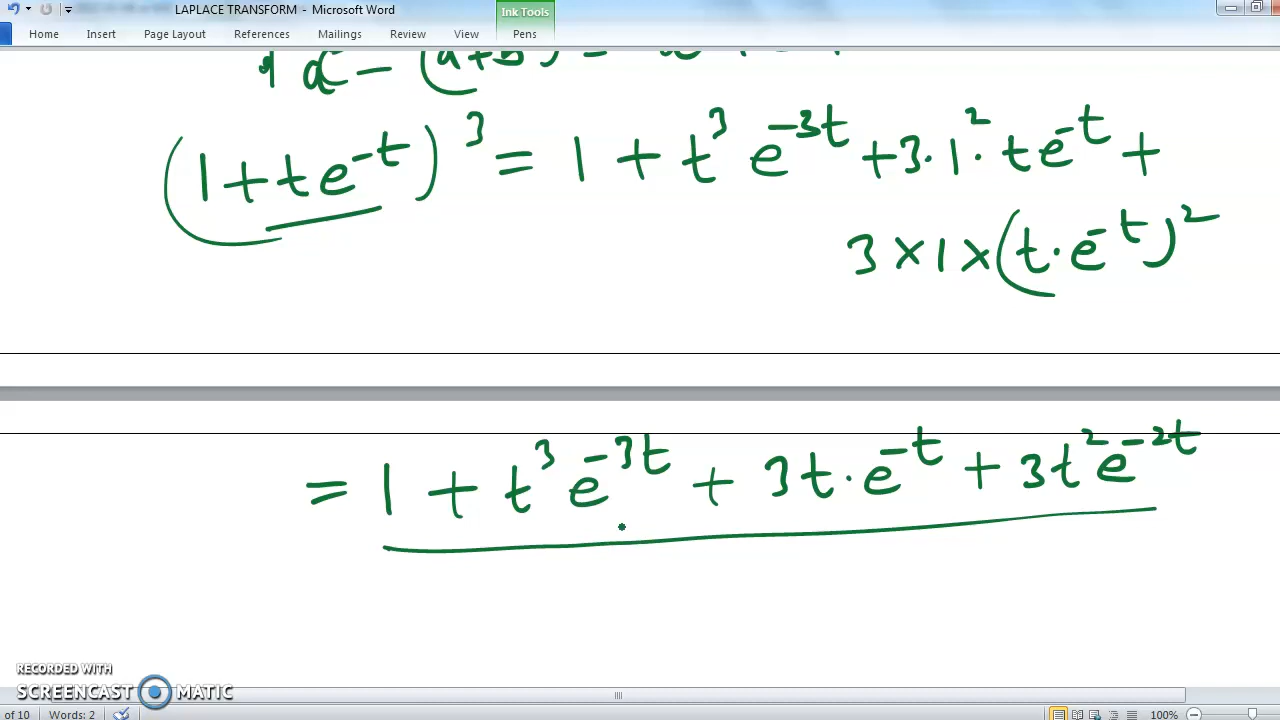 LAPLACE TRANSFORM - Microsoft Word
Ink Tools
Home Insert Page Layout References Mailings Review View Pens
(a+b) =
(1+te^-t)^3 = 1 + t^3 e^-3t + 3·1^2· te^-t +
3×1×(t·e^-t)^2
= 1 + t^3 e^-3t + 3t·e^-t + 3t^2 e^-2t
RECORDED WITH
SCREENCAST MATIC
of 10 Words: 2 100%